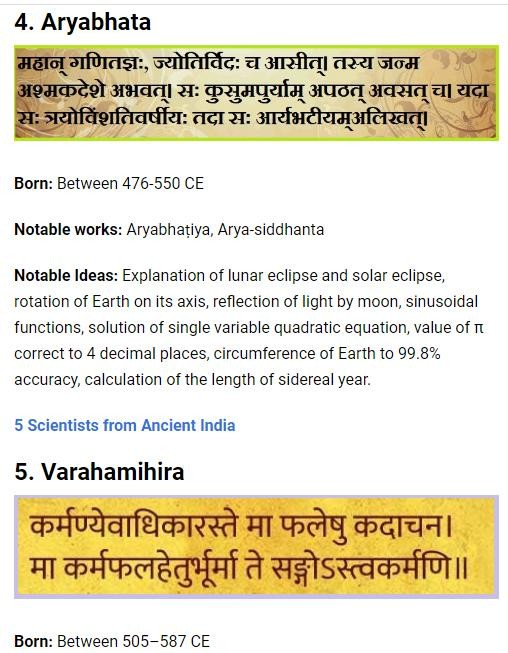 4. Aryabhata
महान् गणितज्ञः, ज्योतिर्विदः च आसीत्। तस्य जन्म
अश्मकदेशे अभवत्। सः कुसुमपुर्याम् अपठत् अवसत् च। यदा
सः त्रयोविंशतिवर्षीयः तदा सः आर्यभटीयम्अलिखत्।
Born: Between 476-550 CE
Notable works: Aryabhaṭiya, Arya-siddhanta
Notable Ideas: Explanation of lunar eclipse and solar eclipse,
rotation of Earth on its axis, reflection of light by moon, sinusoidal
functions, solution of single variable quadratic equation, value of π
correct to 4 decimal places, circumference of Earth to 99.8%
accuracy, calculation of the length of sidereal year.
5 Scientists from Ancient India
5. Varahamihira
कर्मण्येवाधिकारस्ते मा फलेषु कदाचन।
मा कर्मफलहेतुर्भूर्मा ते सङ्गोऽस्त्वकर्मणि॥
Born: Between 505–587 CE